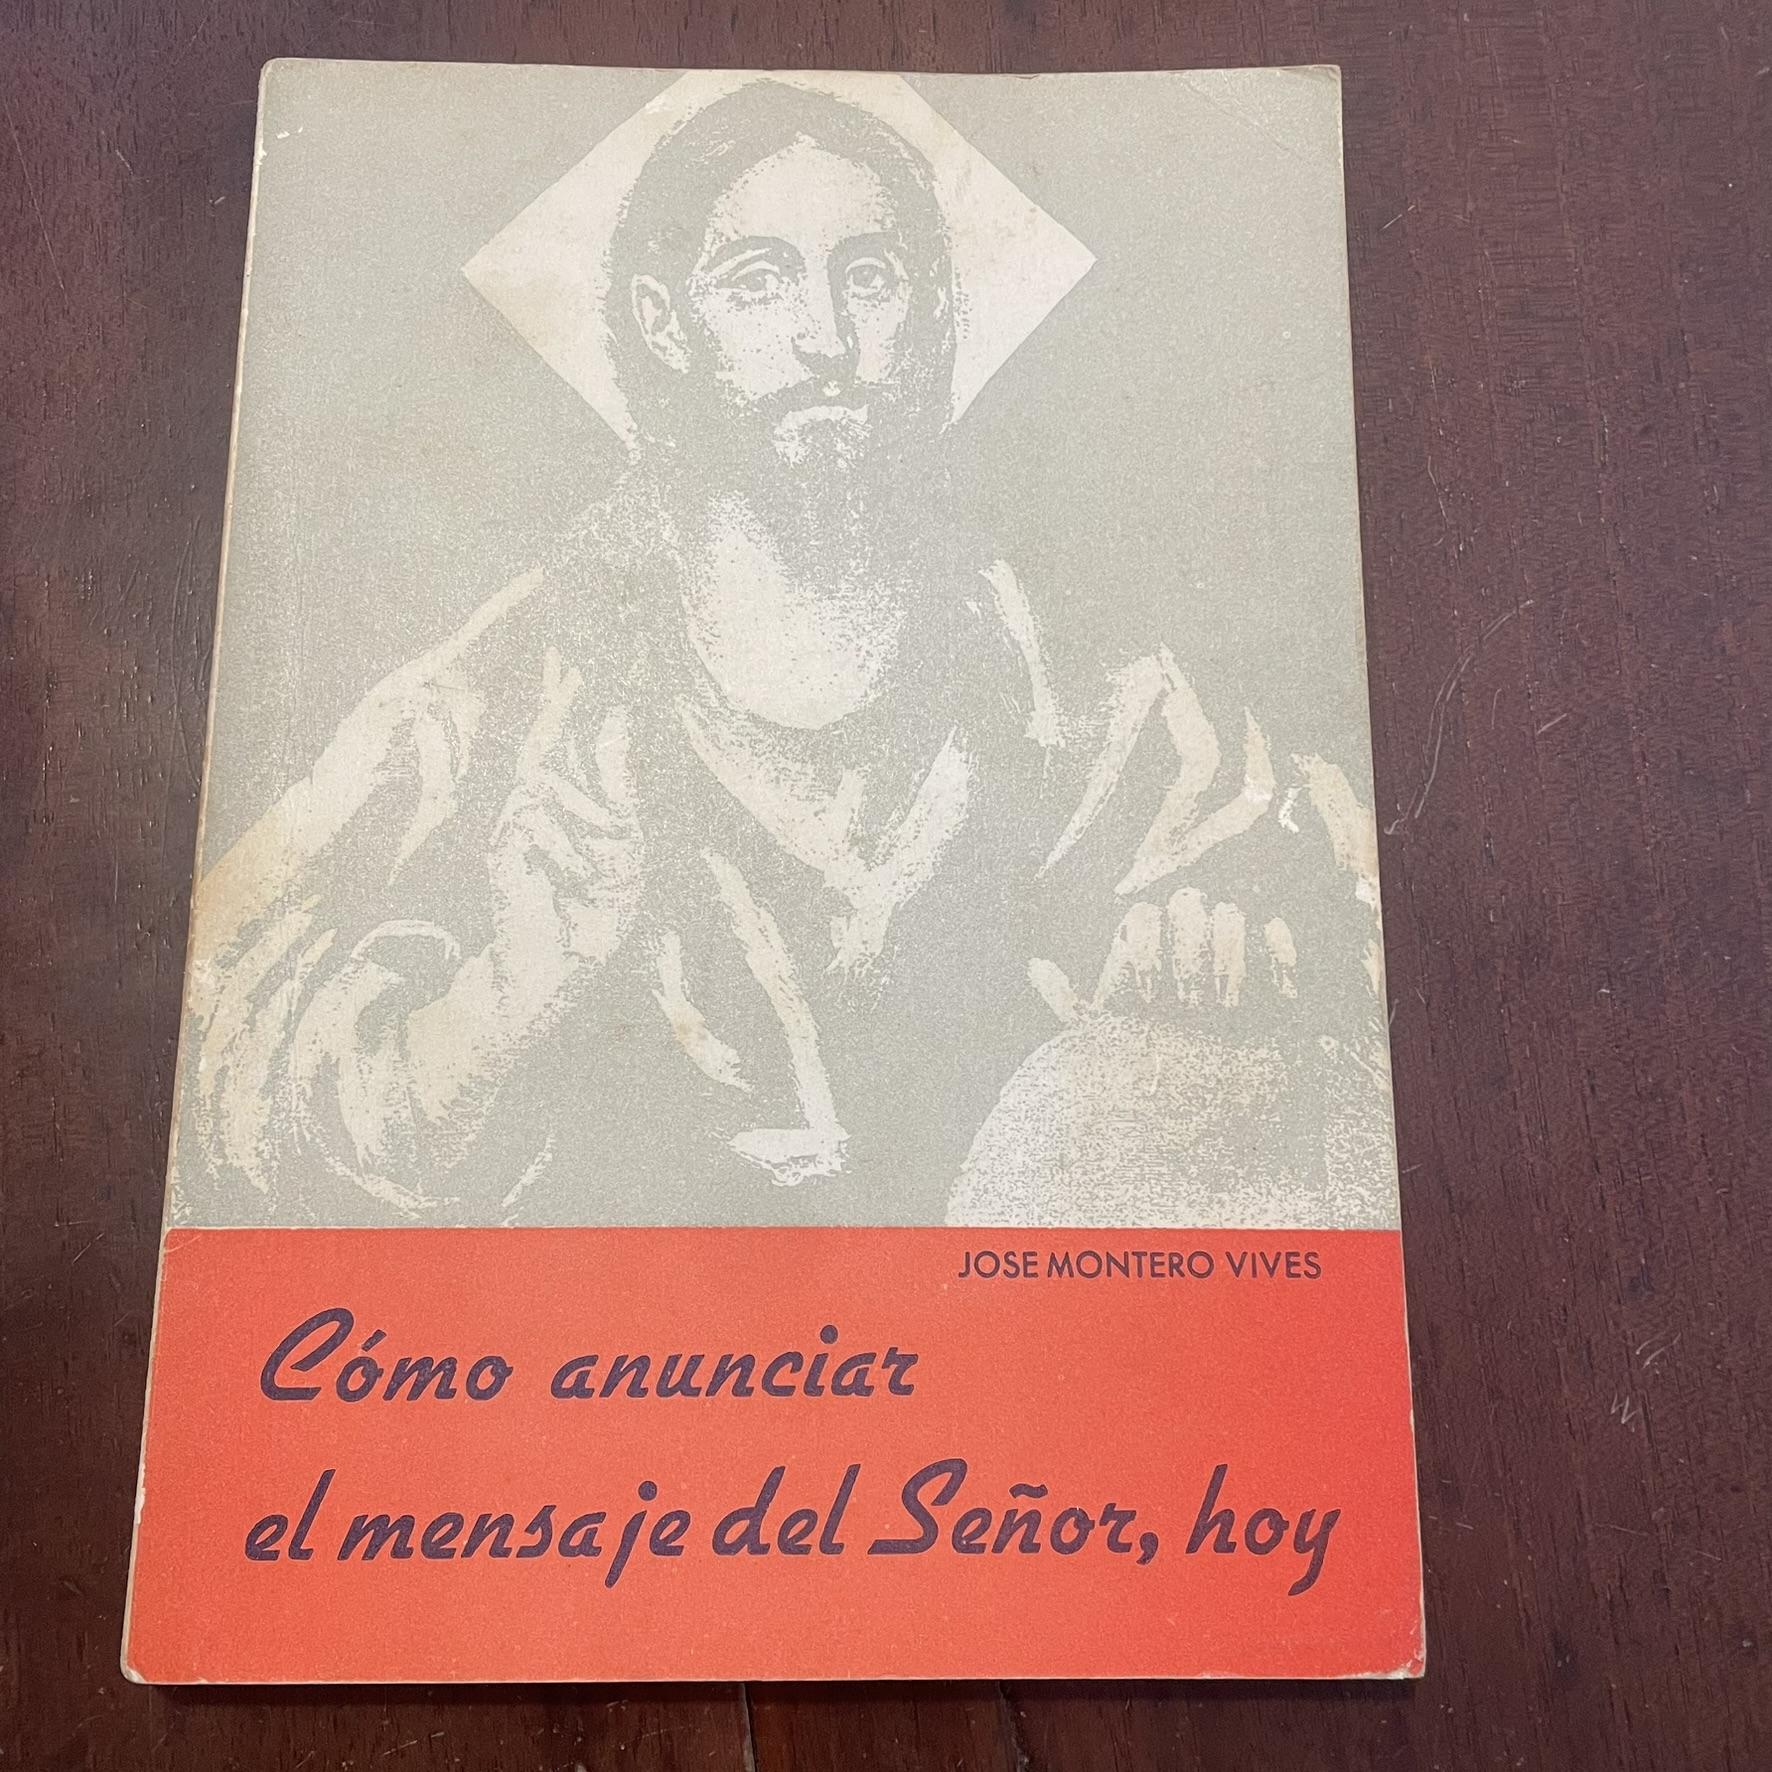 JOSE MONTERO VIVES
Cómo anunciar
el mensaje del Señor, hoy